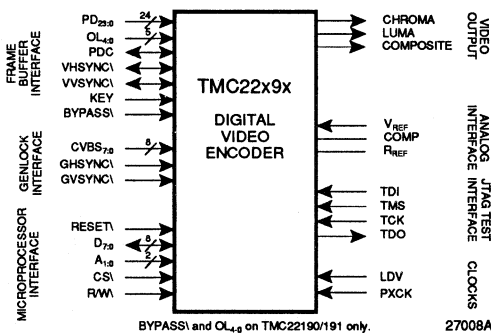 FRAME BUFFER INTERFACE
PD23:0 24
OL4:0 5
PDC
VHSYNC\
VVSYNC\
KEY
BYPASS\
GENLOCK INTERFACE
CVBS7:0 8
GHSYNC\
GVSYNC\
MICROPROCESSOR INTERFACE
RESET\
D7:0 8
A1:0 2
CS\
R/W\
TMC22x9x
DIGITAL
VIDEO
ENCODER
CHROMA
LUMA
COMPOSITE
VIDEO OUTPUT
VREF
COMP
RREF
ANALOG INTERFACE
TDI
TMS
TCK
TDO
JTAG TEST INTERFACE
LDV
PXCK
CLOCKS
BYPASS\ and OL4-0 on TMC22190/191 only.
27008A